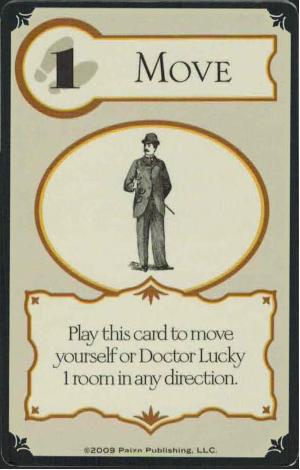 1 MOVE
Play this card to move
yourself or Doctor Lucky
1 room in any direction.
©2009 Paizo Publishing, LLC.